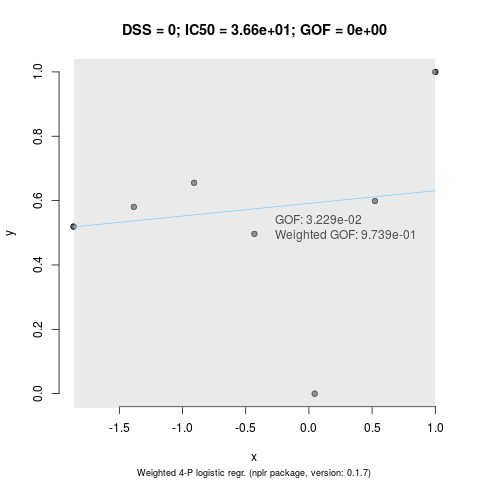 DSS = 0; IC50 = 3.66e+01; GOF = 0e+00
1.0
0.8
0.6
0.4
0.2
0.0
y
GOF: 3.229e-02
Weighted GOF: 9.739e-01
-1.5 -1.0 -0.5 0.0 0.5 1.0
x
Weighted 4-P logistic regr. (nplr package, version: 0.1.7)